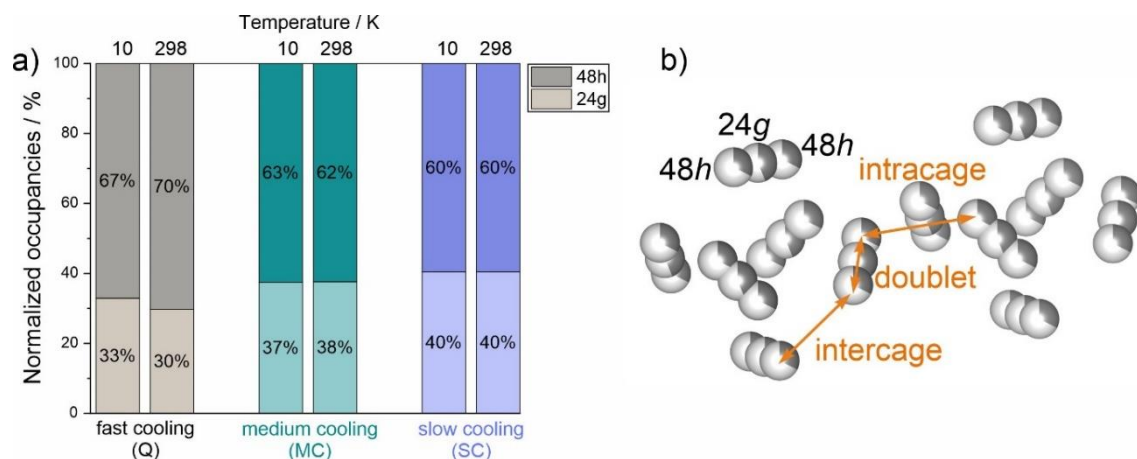 Temperature / K
a)
10 298
10 298
10 298
Normalized occupancies / %
100
80
60
40
20
0
67%
70%
33%
30%
63%
62%
37%
38%
60%
60%
40%
40%
fast cooling
(Q)
medium cooling
(MC)
slow cooling
(SC)
48h
24g
b)
24g
48h
48h
intracage
doublet
intercage